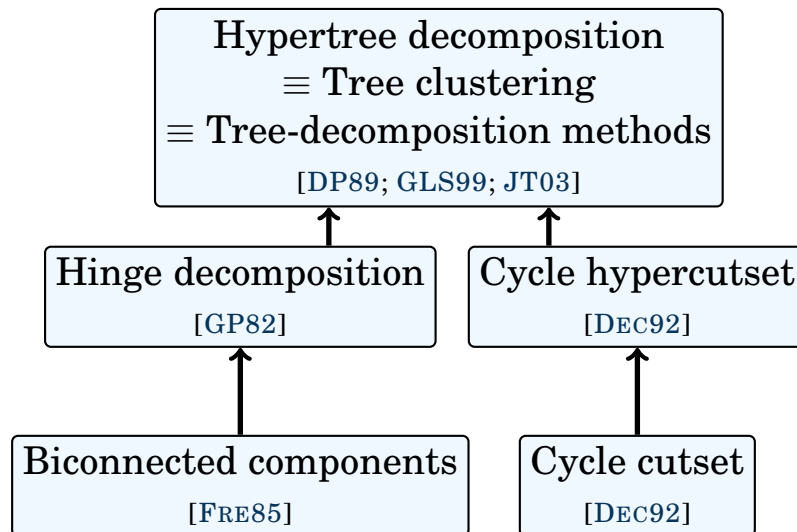 Hypertree decomposition
≡ Tree clustering
≡ Tree-decomposition methods
[DP89; GLS99; JT03]
Hinge decomposition
[GP82]
Cycle hypercutset
[DEC92]
Biconnected components
[FRE85]
Cycle cutset
[DEC92]